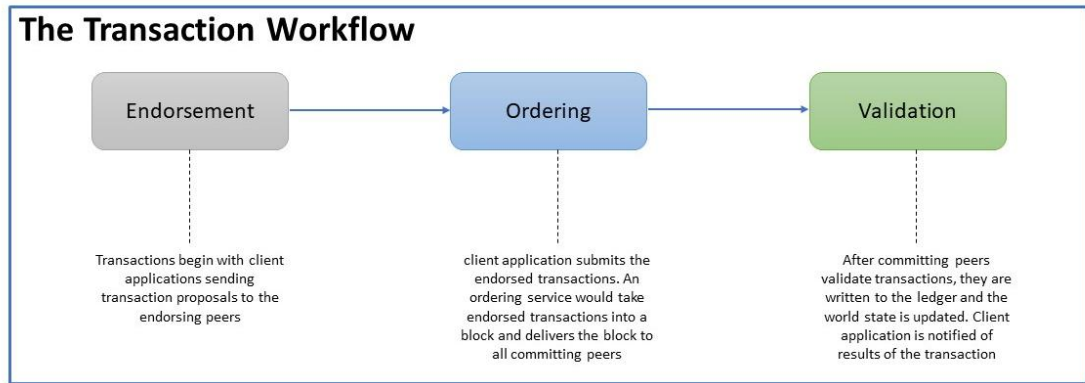 The Transaction Workflow
Endorsement
Ordering
Validation
Transactions begin with client
applications sending
transaction proposals to the
endorsing peers
client application submits the
endorsed transactions. An
ordering service would take
endorsed transactions into a
block and delivers the block to
all committing peers
After committing peers
validate transactions, they are
written to the ledger and the
world state is updated. Client
application is notified of
results of the transaction